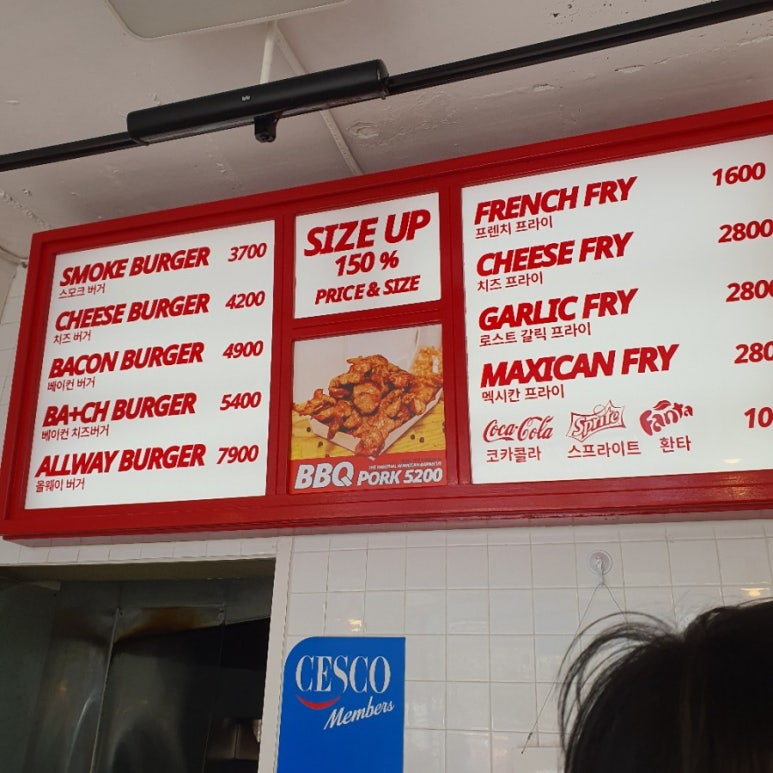 SMOKE BURGER 3700
스모크 버거
CHEESE BURGER 4200
치즈 버거
BACON BURGER 4900
베이컨 버거
BA+CH BURGER 5400
베이컨 치즈버거
ALLWAY BURGER 7900
올웨이 버거
SIZE UP
150 %
PRICE & SIZE
BBQ PORK 5200
FRENCH FRY 1600
프렌치 프라이
CHEESE FRY 2800
치즈 프라이
GARLIC FRY 2800
로스트 갈릭 프라이
MAXICAN FRY 280
멕시칸 프라이
Coca-Cola Sprite Fanta 10
코카콜라 스프라이트 환타
CESCO
Members